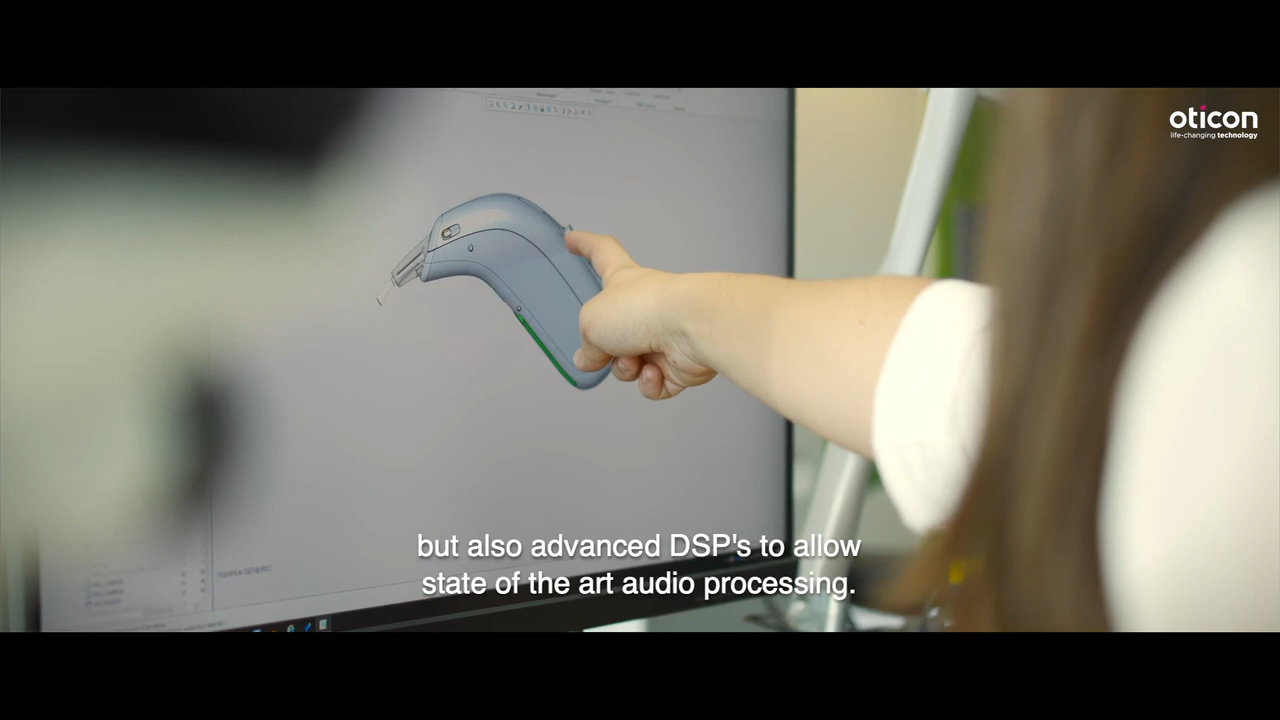 oticon
life-changing technology
but also advanced DSP's to allow
state of the art audio processing.